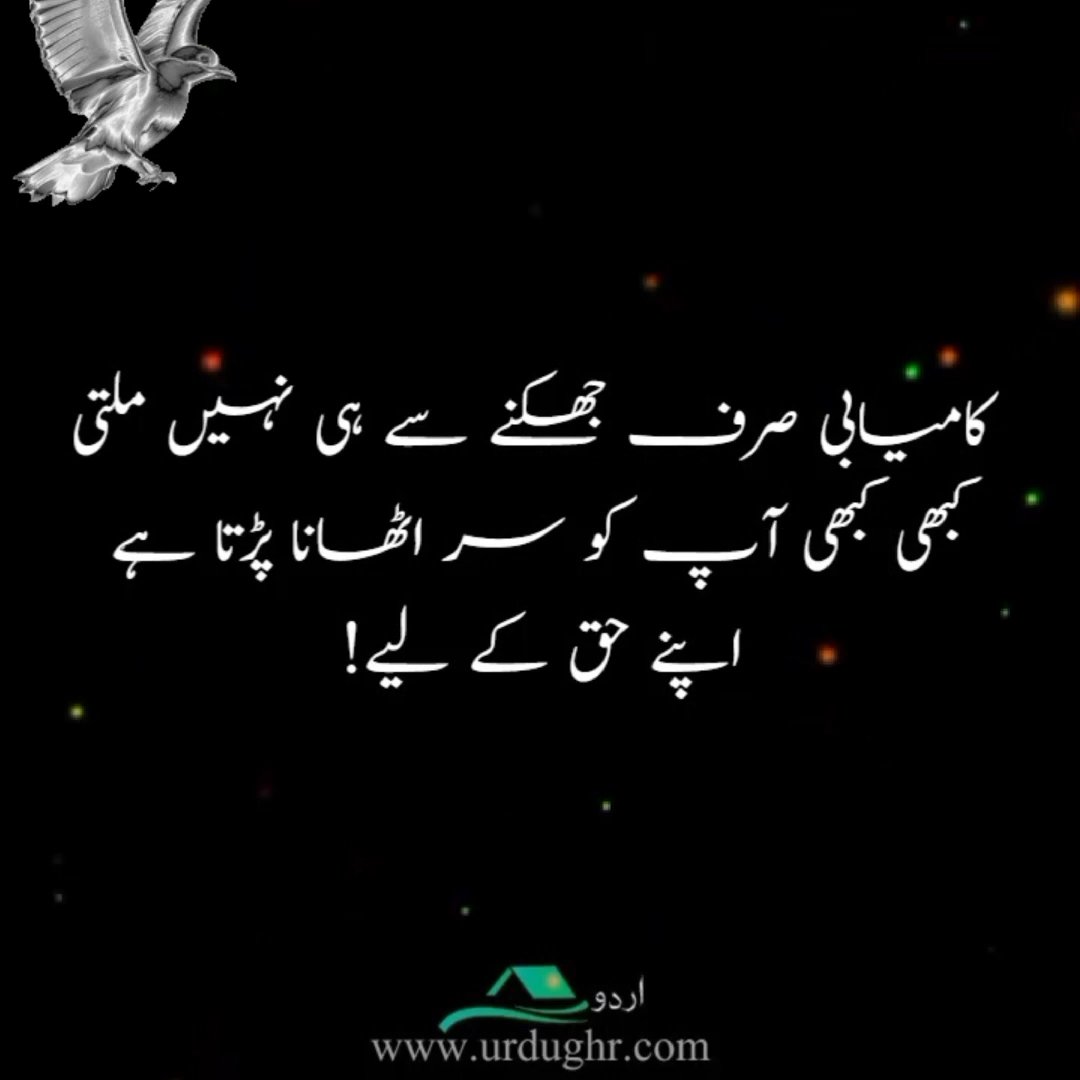 کامیابی صرف جھکنے سے ہی نہیں ملتی
کبھی کبھی آپ کو سر اٹھانا پڑتا ہے
اپنے حق کے لیے!
اردو
www.urdughr.com